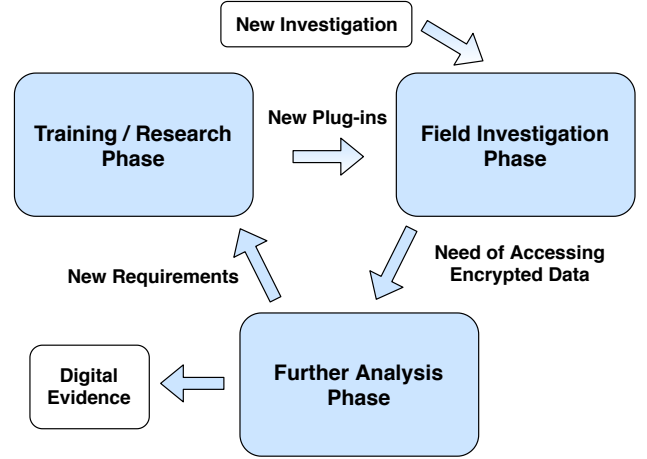 New Investigation
Training / Research
Phase
New Plug-ins
Field Investigation
Phase
New Requirements
Need of Accessing
Encrypted Data
Digital
Evidence
Further Analysis
Phase